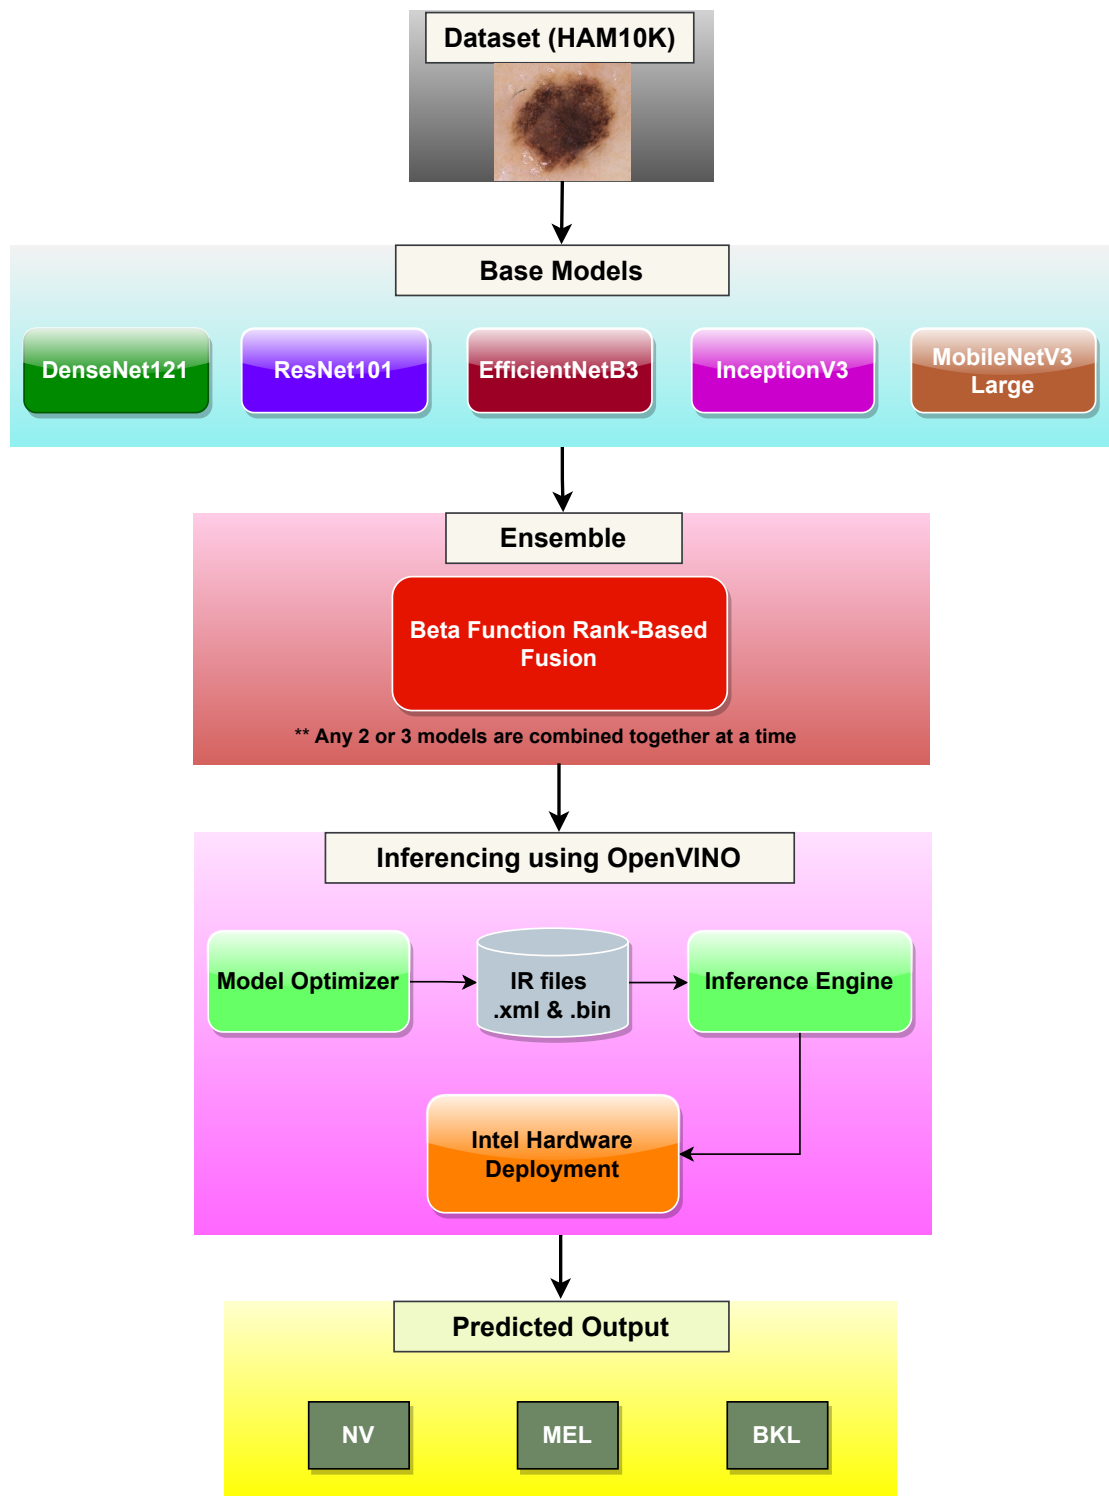 Dataset (HAM10K)
Base Models
DenseNet121
ResNet101
EfficientNetB3
InceptionV3
MobileNetV3
Large
Ensemble
Beta Function Rank-Based
Fusion
** Any 2 or 3 models are combined together at a time
Inferencing using OpenVINO
Model Optimizer
IR files
.xml & .bin
Inference Engine
Intel Hardware
Deployment
Predicted Output
NV
MEL
BKL